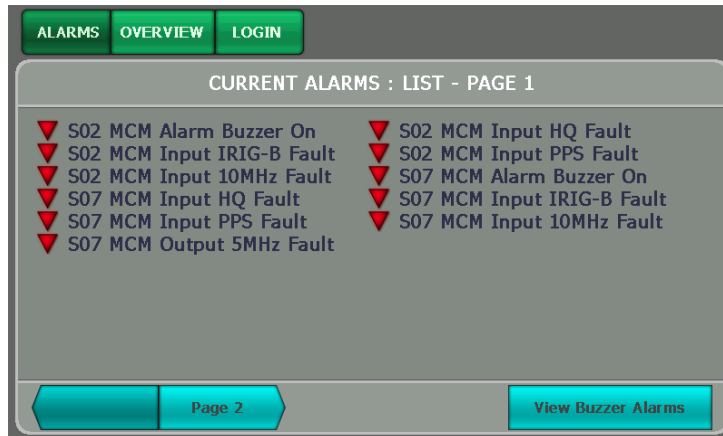 ALARMS OVERVIEW LOGIN
CURRENT ALARMS : LIST - PAGE 1
S02 MCM Alarm Buzzer On S02 MCM Input HQ Fault
S02 MCM Input IRIG-B Fault S02 MCM Input PPS Fault
S02 MCM Input 10MHz Fault S07 MCM Alarm Buzzer On
S07 MCM Input HQ Fault S07 MCM Input IRIG-B Fault
S07 MCM Input PPS Fault S07 MCM Input 10MHz Fault
S07 MCM Output 5MHz Fault
Page 2 View Buzzer Alarms